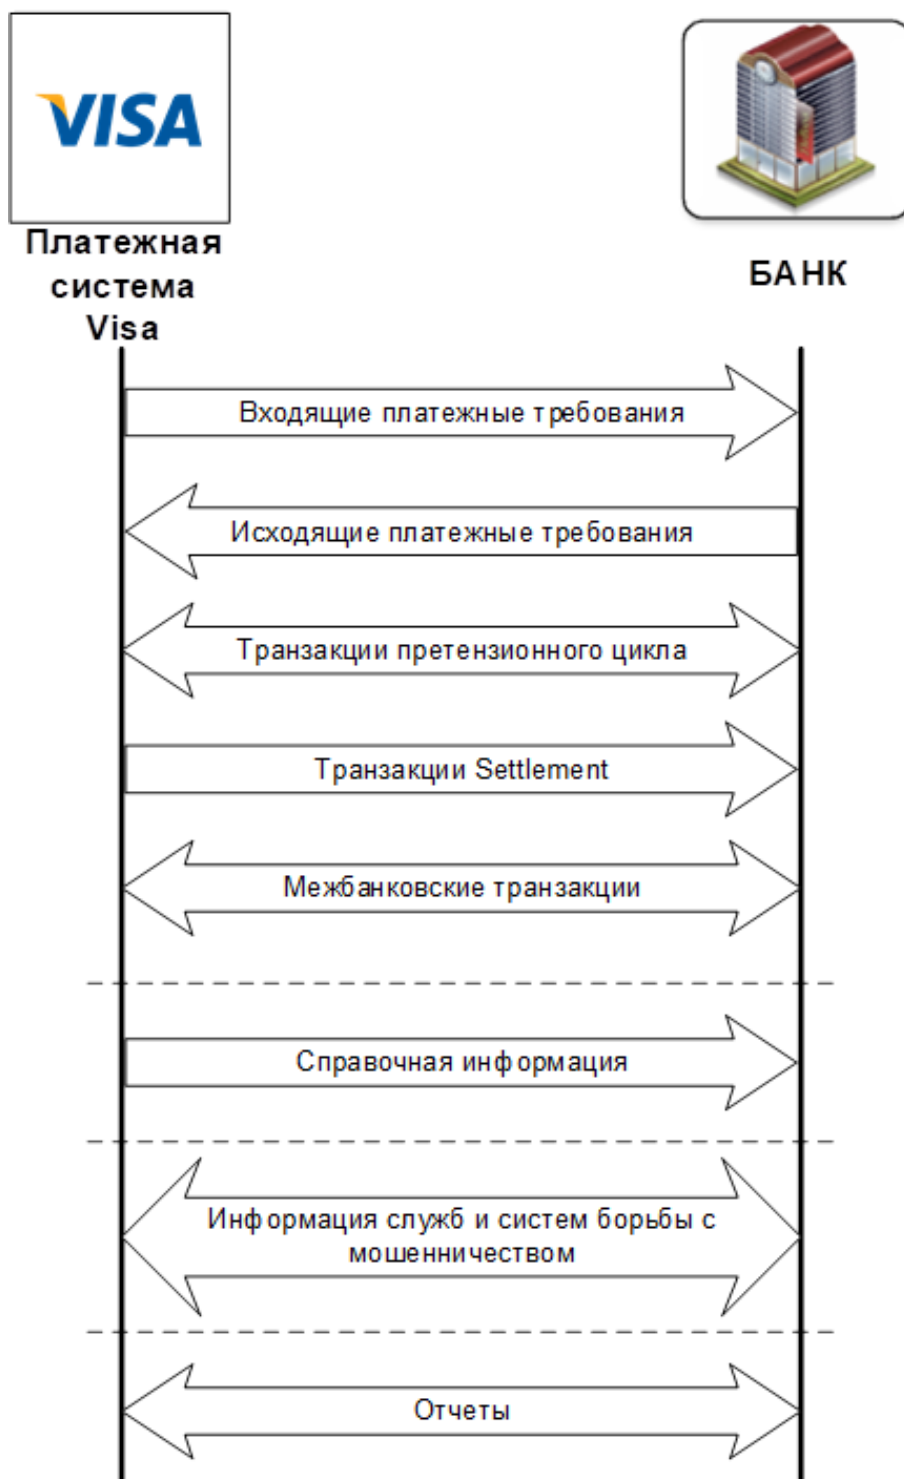 VISA
Платежная
система
Visa
БАНК
Входящие платежные требования
Исходящие платежные требования
Транзакции претензионного цикла
Транзакции Settlement
Межбанковские транзакции
Справочная информация
Информация служб и систем борьбы с
мошенничеством
Отчеты